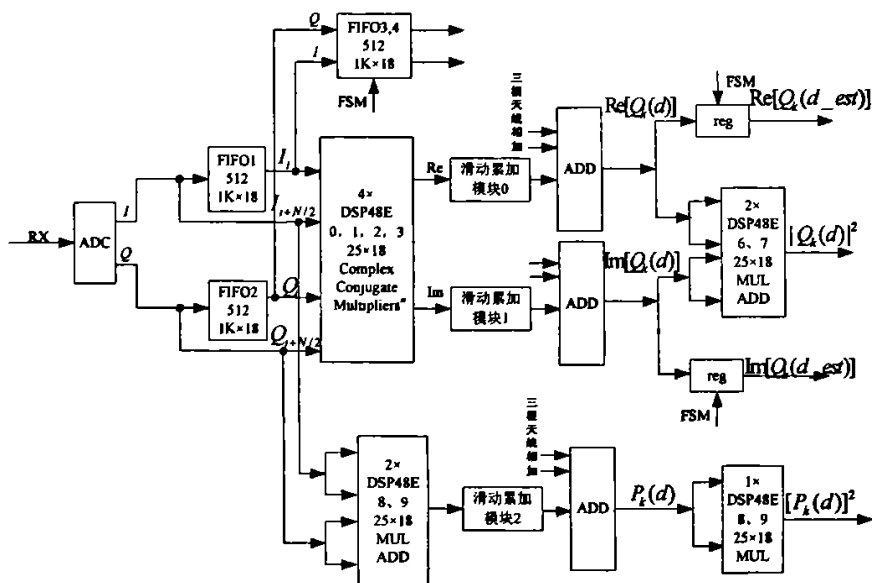 Q
I
FIFO3,4
512
1K×18
FSM
RX
ADC
I
Q
FIFO1
512
1K×18
I_i
I_{i+N/2}
FIFO2
512
1K×18
Q_i
Q_{i+N/2}
4×
DSP48E
0, 1, 2, 3
25×18
Complex
Conjugate
Multipliers"
Re
Im
滑动累加
模块0
滑动累加
模块1
三根天线相加
ADD
ADD
Re[Q_k(d)]
Im[Q_k(d)]
FSM
reg
Re[Q_k(d_est)]
2×
DSP48E
6、7
25×18
MUL
ADD
|Q_k(d)|^2
reg
FSM
Im[Q_k(d_est)]
2×
DSP48E
8、9
25×18
MUL
ADD
滑动累加
模块2
三根天线相加
ADD
P_k(d)
1×
DSP48E
8、9
25×18
MUL
[P_k(d)]^2